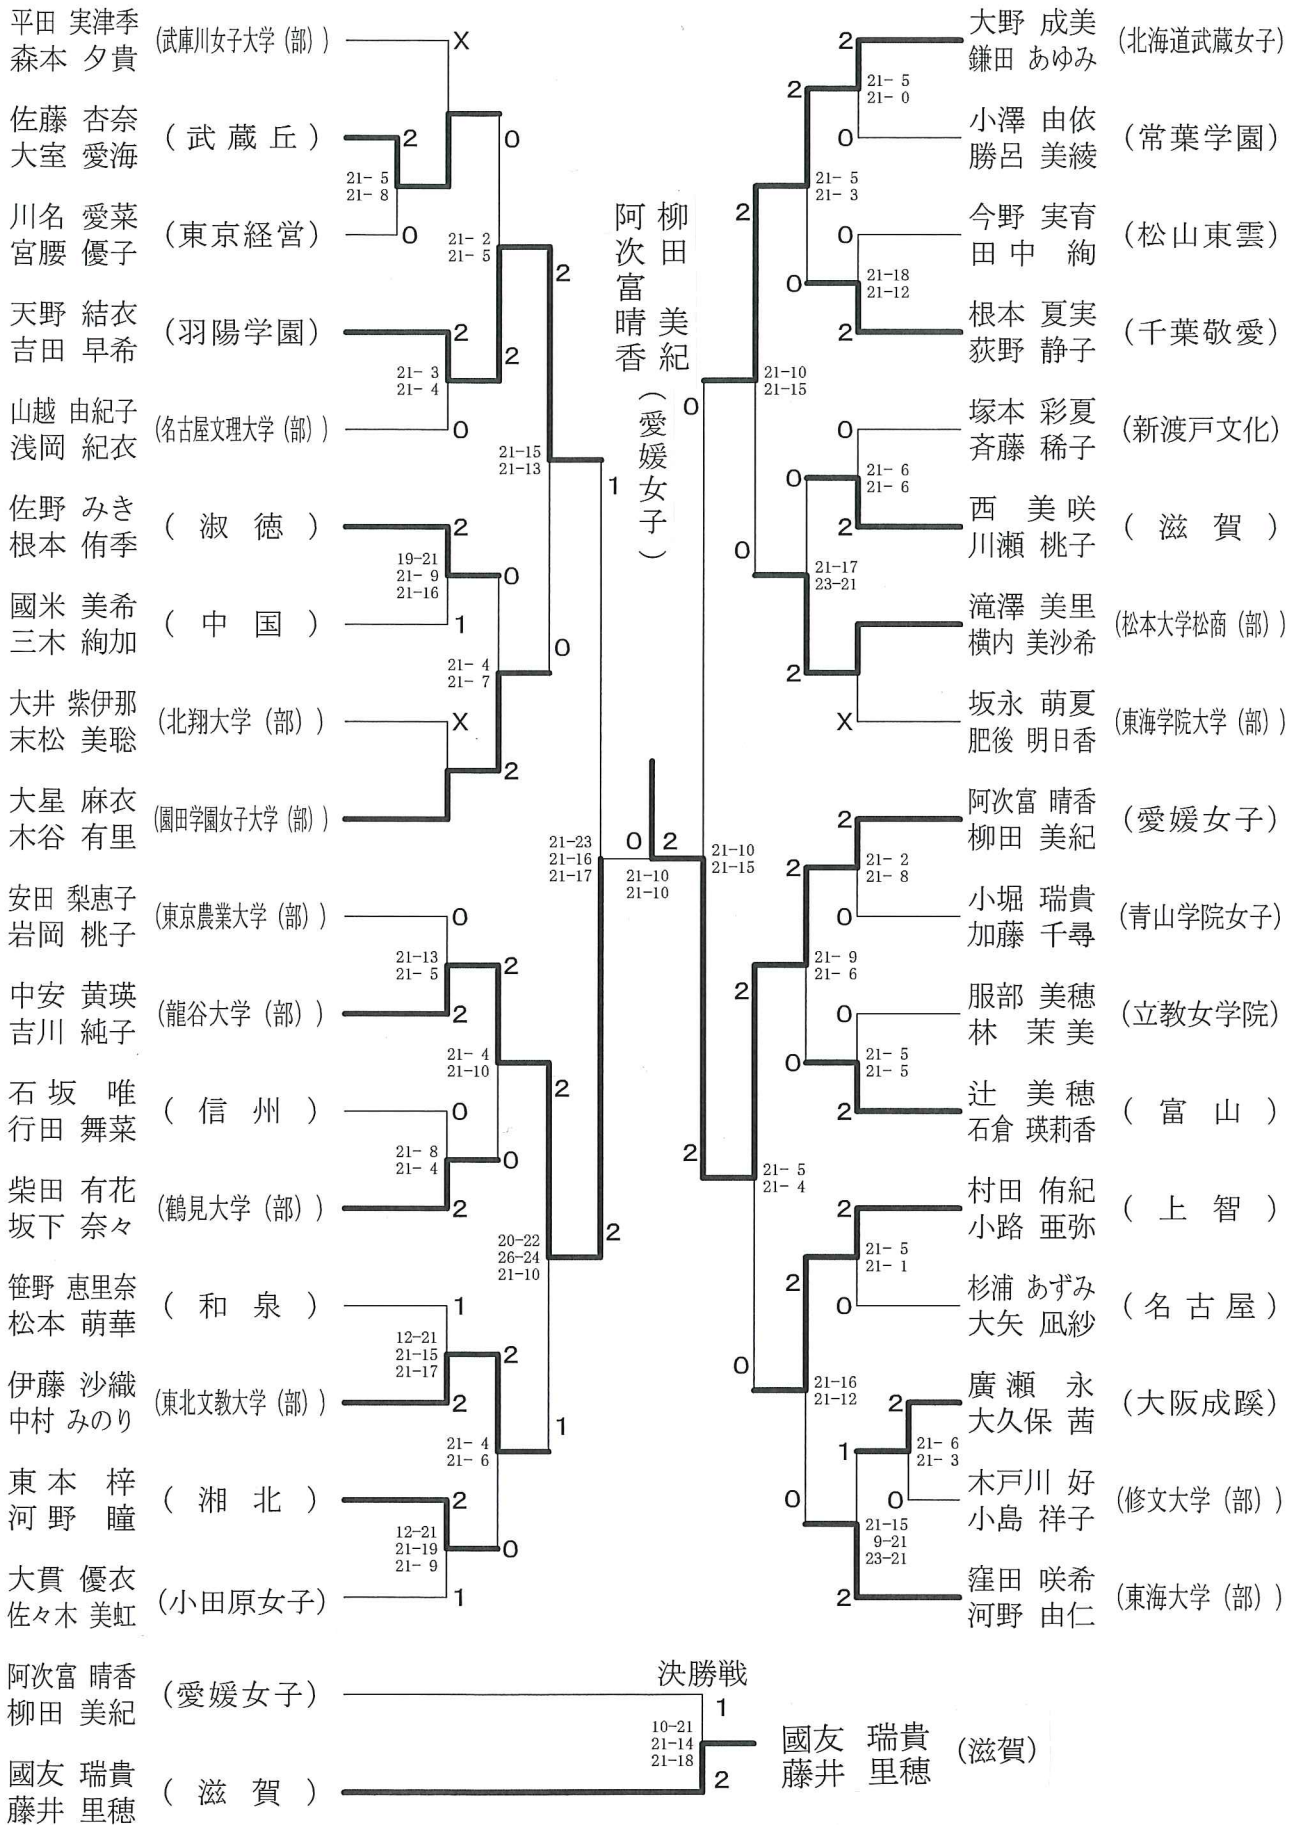 平田 実津季
森本 夕貴
(武庫川女子大学（部）)
X
佐藤 杏奈
大室 愛海
(武蔵丘)
2
0
21- 5
21- 8
川名 愛菜
宮腰 優子
(東京経営)
0
21- 2
21- 5
2
天野 結衣
吉田 早希
(羽陽学園)
2
2
21- 3
21- 4
山越 由紀子
浅岡 紀衣
(名古屋文理大学（部）)
0
21-15
21-13
1
佐野 みき
根本 侑季
(淑徳)
2
19-21
21- 9
21-16
0
國米 美希
三木 絢加
(中国)
1
0
21- 4
21- 7
大井 紫伊那
末松 美聡
(北翔大学（部）)
X
2
大星 麻衣
木谷 有里
(園田学園女子大学（部）)
21-23
21-16
21-17
安田 梨恵子
岩岡 桃子
(東京農業大学（部）)
0
21-13
21- 5
2
中安 黄瑛
吉川 純子
(龍谷大学（部）)
2
21- 4
21-10
2
石坂 唯
行田 舞菜
(信州)
0
21- 8
21- 4
0
柴田 有花
坂下 奈々
(鶴見大学（部）)
2
20-22
26-24
21-10
2
笹野 恵里奈
松本 萌華
(和泉)
1
12-21
21-15
21-17
2
伊藤 沙織
中村 みのり
(東北文教大学（部）)
2
21- 4
21- 6
1
東本 梓
河野 瞳
(湘北)
2
12-21
21-19
21- 9
0
大貫 優衣
佐々木 美虹
(小田原女子)
1
柳田 美紀
阿次富晴香
(愛媛女子)
0
2
21-10
21-10
大野 成美
鎌田 あゆみ
(北海道武蔵女子)
2
2
21- 5
21- 0
小澤 由依
勝呂 美綾
(常葉学園)
0
21- 5
21- 3
2
今野 実育
田中 絢
(松山東雲)
0
21-18
21-12
0
根本 夏実
荻野 静子
(千葉敬愛)
2
21-10
21-15
0
塚本 彩夏
斉藤 稀子
(新渡戸文化)
0
21- 6
21- 6
0
西 美咲
川瀬 桃子
(滋賀)
2
0
21-17
23-21
滝澤 美里
横内 美沙希
(松本大学松商（部）)
2
坂永 萌夏
肥後 明日香
(東海学院大学（部）)
X
阿次富 晴香
柳田 美紀
(愛媛女子)
2
21-10
21-15
2
21- 2
21- 8
小堀 瑞貴
加藤 千尋
(青山学院女子)
0
21- 9
21- 6
2
服部 美穂
林 茉美
(立教女学院)
0
21- 5
21- 5
0
辻 美穂
石倉 瑛莉香
(富山)
2
2
21- 5
21- 4
村田 侑紀
小路 亜弥
(上智)
2
21- 5
21- 1
2
杉浦 あずみ
大矢 凪紗
(名古屋)
0
0
21-16
21-12
廣瀬 永
大久保 茜
(大阪成蹊)
2
21- 6
21- 3
1
木戸川 好
小島 祥子
(修文大学（部）)
0
0
21-15
9-21
23-21
窪田 咲希
河野 由仁
(東海大学（部）)
2
決勝戦
阿次富 晴香
柳田 美紀
(愛媛女子)
1
10-21
21-14
21-18
國友 瑞貴
藤井 里穂
(滋賀)
2
國友 瑞貴
藤井 里穂
(滋賀)